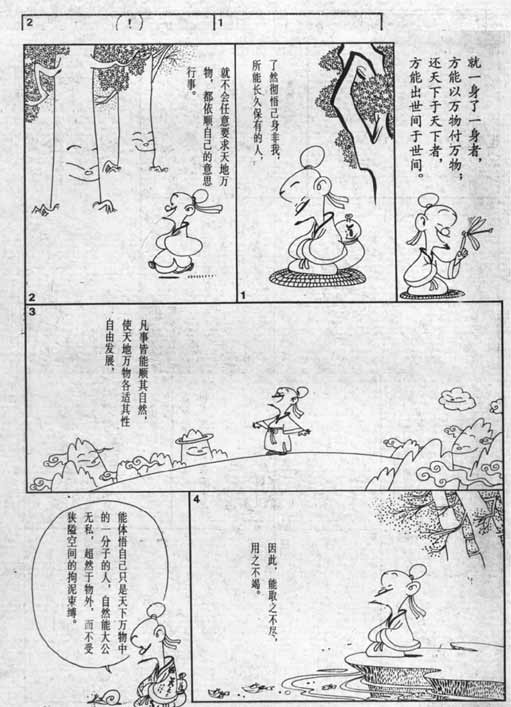 2
!
1
就一身了一身者，
方能以万物付万物；
还天下于天下者，
方能出世间于世间。
了然彻悟己身非我，
所能长久保有的人，
1
就不会任意要求天地万
物，都依顺自己的意思
行事。
2
3
凡事皆能顺其自然，
使天地万物各适其性
自由发展，
4
因此，能取之不尽，
用之不竭。
能体悟自己只是天下万物中
的一分子的人，自然能大公
无私，超然于物外，而不受
狭隘空间的拘泥束缚。